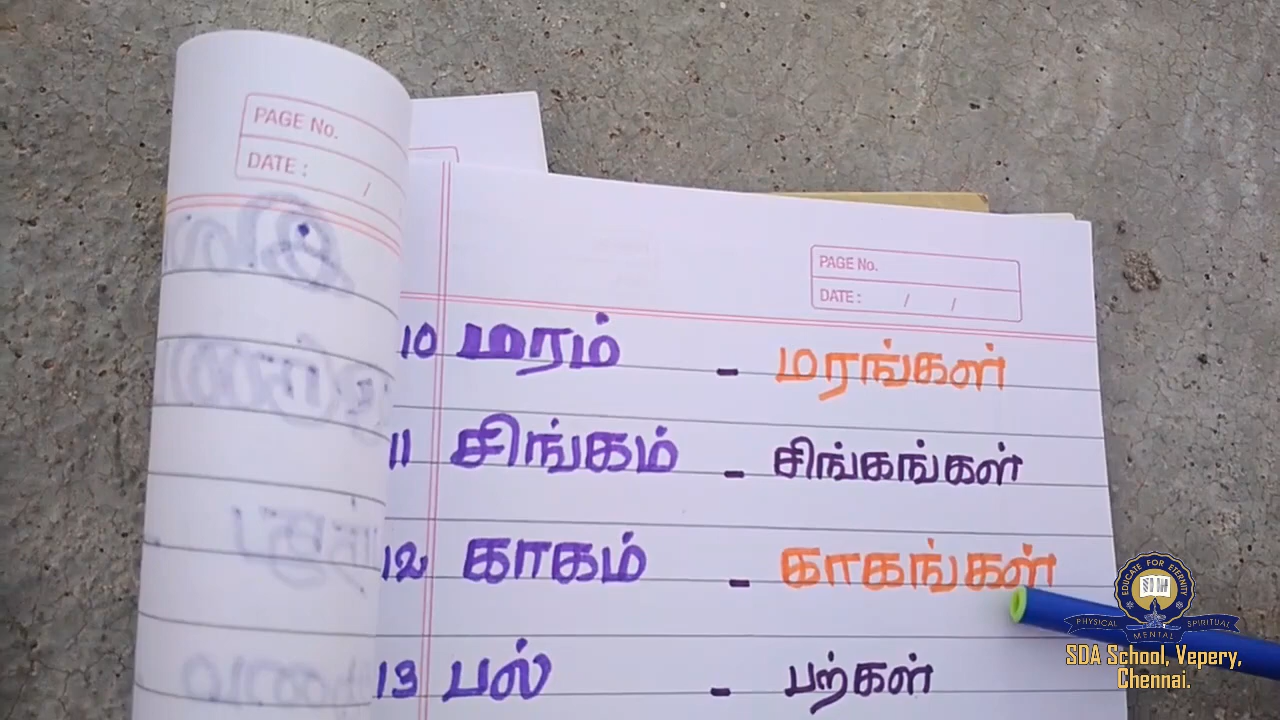 PAGE No.
DATE : /
PAGE No.
DATE : / /
10 மரம் - மரங்கள்
11 சிங்கம் - சிங்கங்கள்
12 காகம் - காகங்கள்
13 பல் - பற்கள்
EDUCATE FOR ETERNITY
PHYSICAL MENTAL SPIRITUAL
SDA School, Vepery,
Chennai.